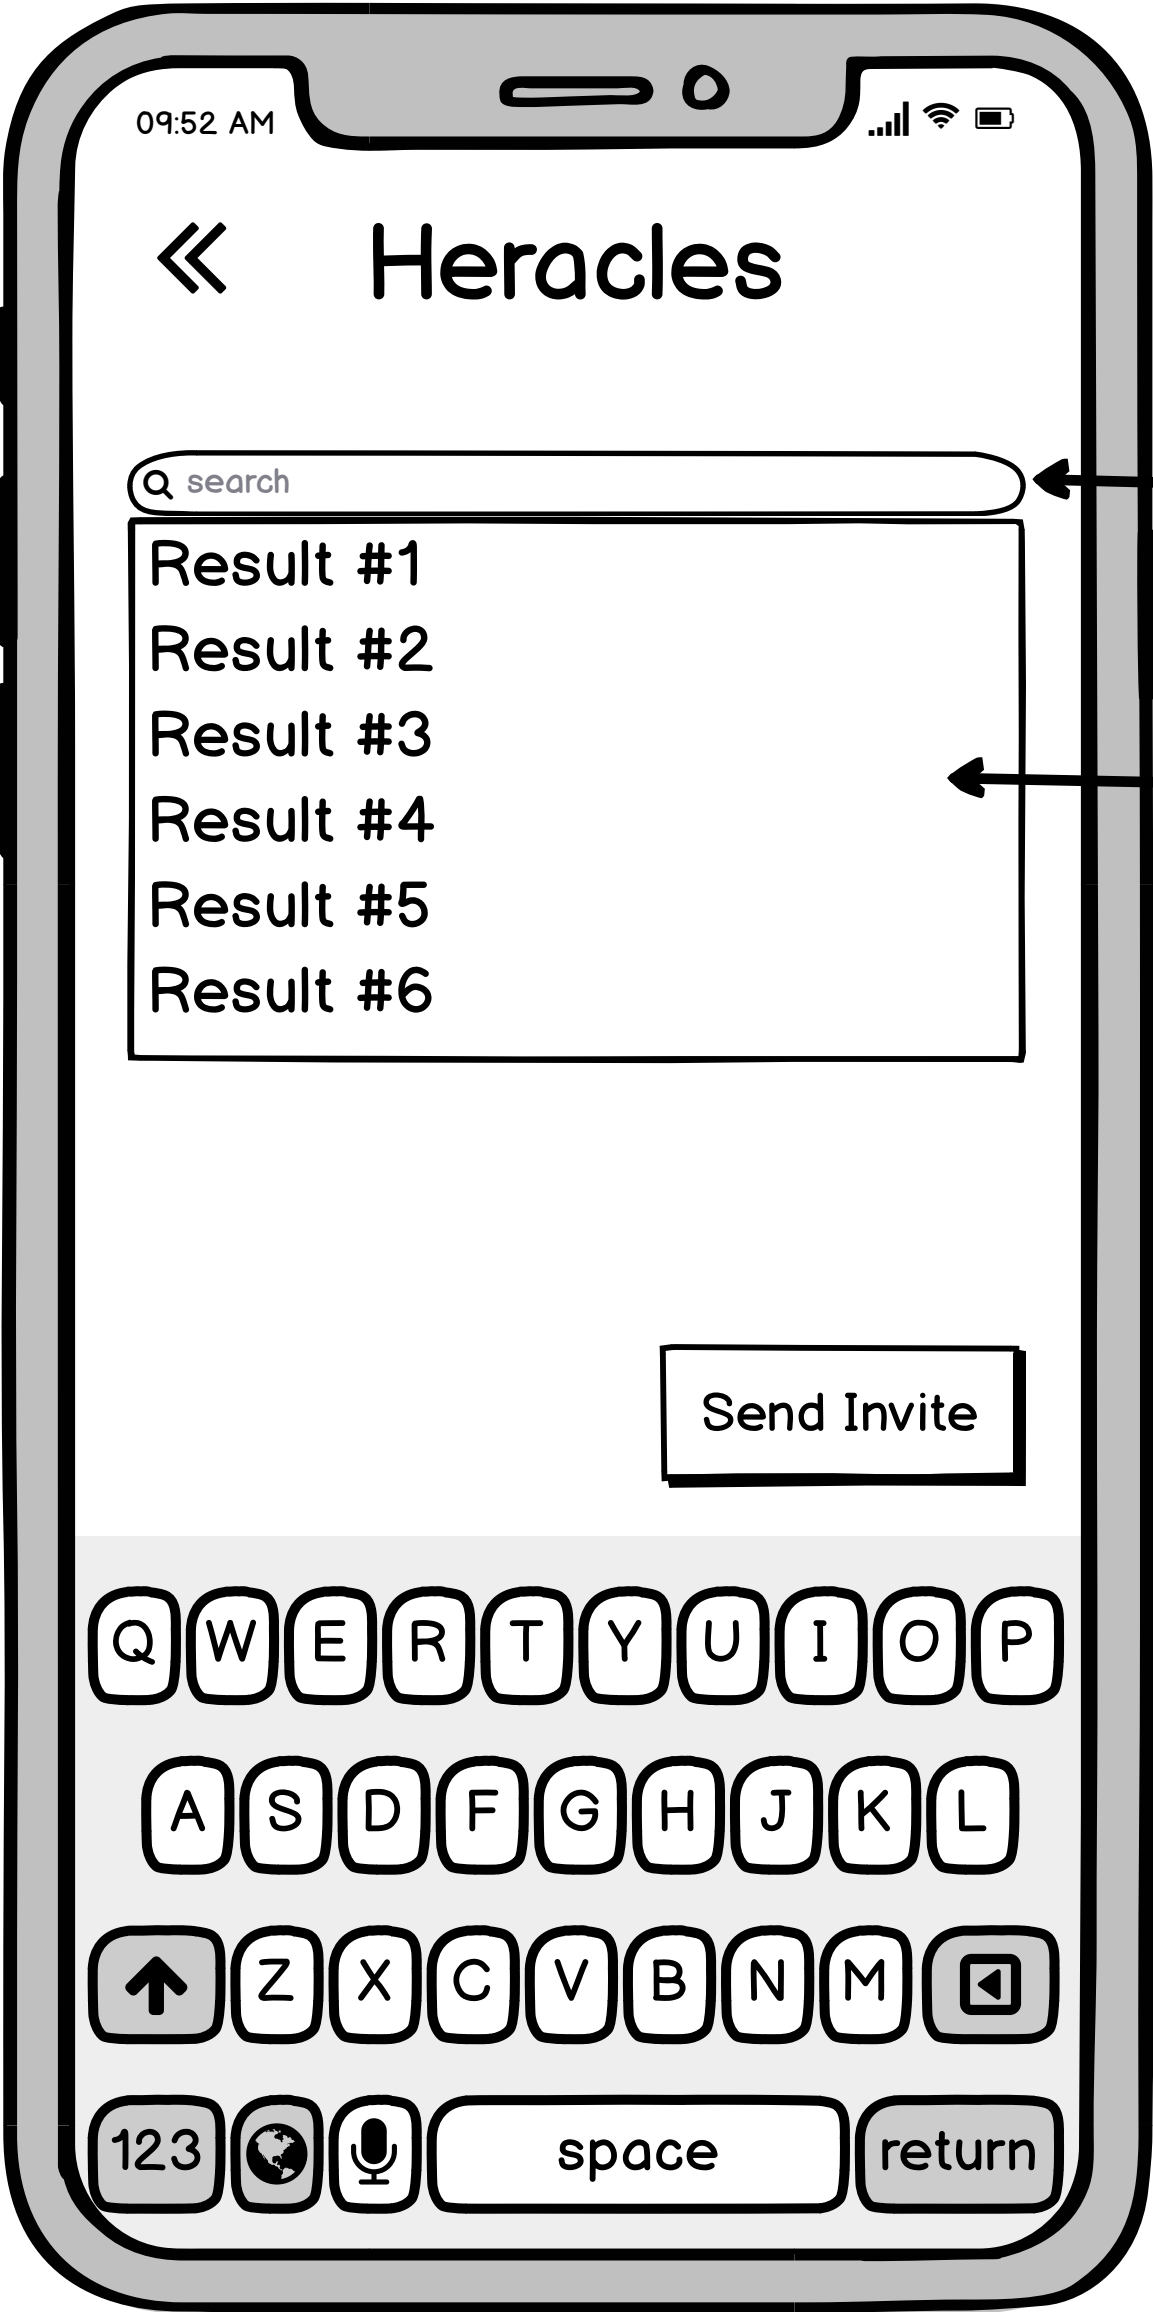 09:52 AM
Heracles
search
Result #1
Result #2
Result #3
Result #4
Result #5
Result #6
Send Invite
Q W E R T Y U I O P
A S D F G H J K L
Z X C V B N M
123 space return